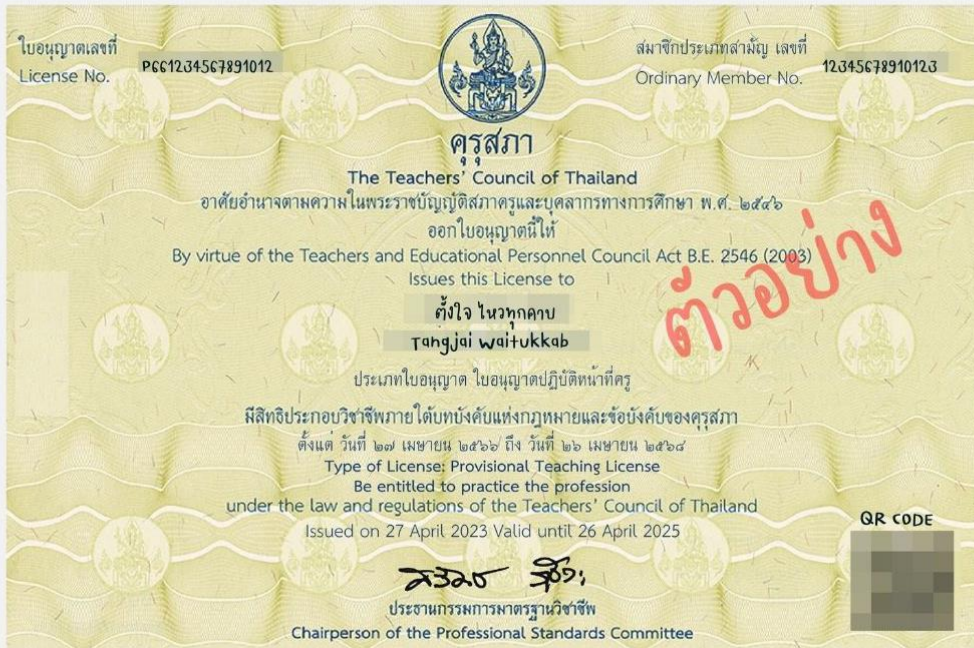 ใบอนุญาตเลขที่
License No. P661234567891012
สมาชิกประเภทสามัญ เลขที่
Ordinary Member No. 12345678910123
คุรุสภา
The Teachers' Council of Thailand
อาศัยอำนาจตามความในพระราชบัญญัติสภาครูและบุคลากรทางการศึกษา พ.ศ. ๒๕๔๖
ออกใบอนุญาตนี้ให้
By virtue of the Teachers and Educational Personnel Council Act B.E. 2546 (2003)
Issues this License to
ตั้งใจ ไหวทุกคาบ
Tangjai waitukkab
ตัวอย่าง
ประเภทใบอนุญาต ใบอนุญาตปฏิบัติหน้าที่ครู
มีสิทธิประกอบวิชาชีพภายใต้บทบังคับแห่งกฎหมายและข้อบังคับของคุรุสภา
ตั้งแต่ วันที่ ๒๗ เมษายน ๒๕๖๖ ถึง วันที่ ๒๖ เมษายน ๒๕๖๘
Type of License: Provisional Teaching License
Be entitled to practice the profession
under the law and regulations of the Teachers' Council of Thailand
Issued on 27 April 2023 Valid until 26 April 2025
QR CODE
ประธานกรรมการมาตรฐานวิชาชีพ
Chairperson of the Professional Standards Committee